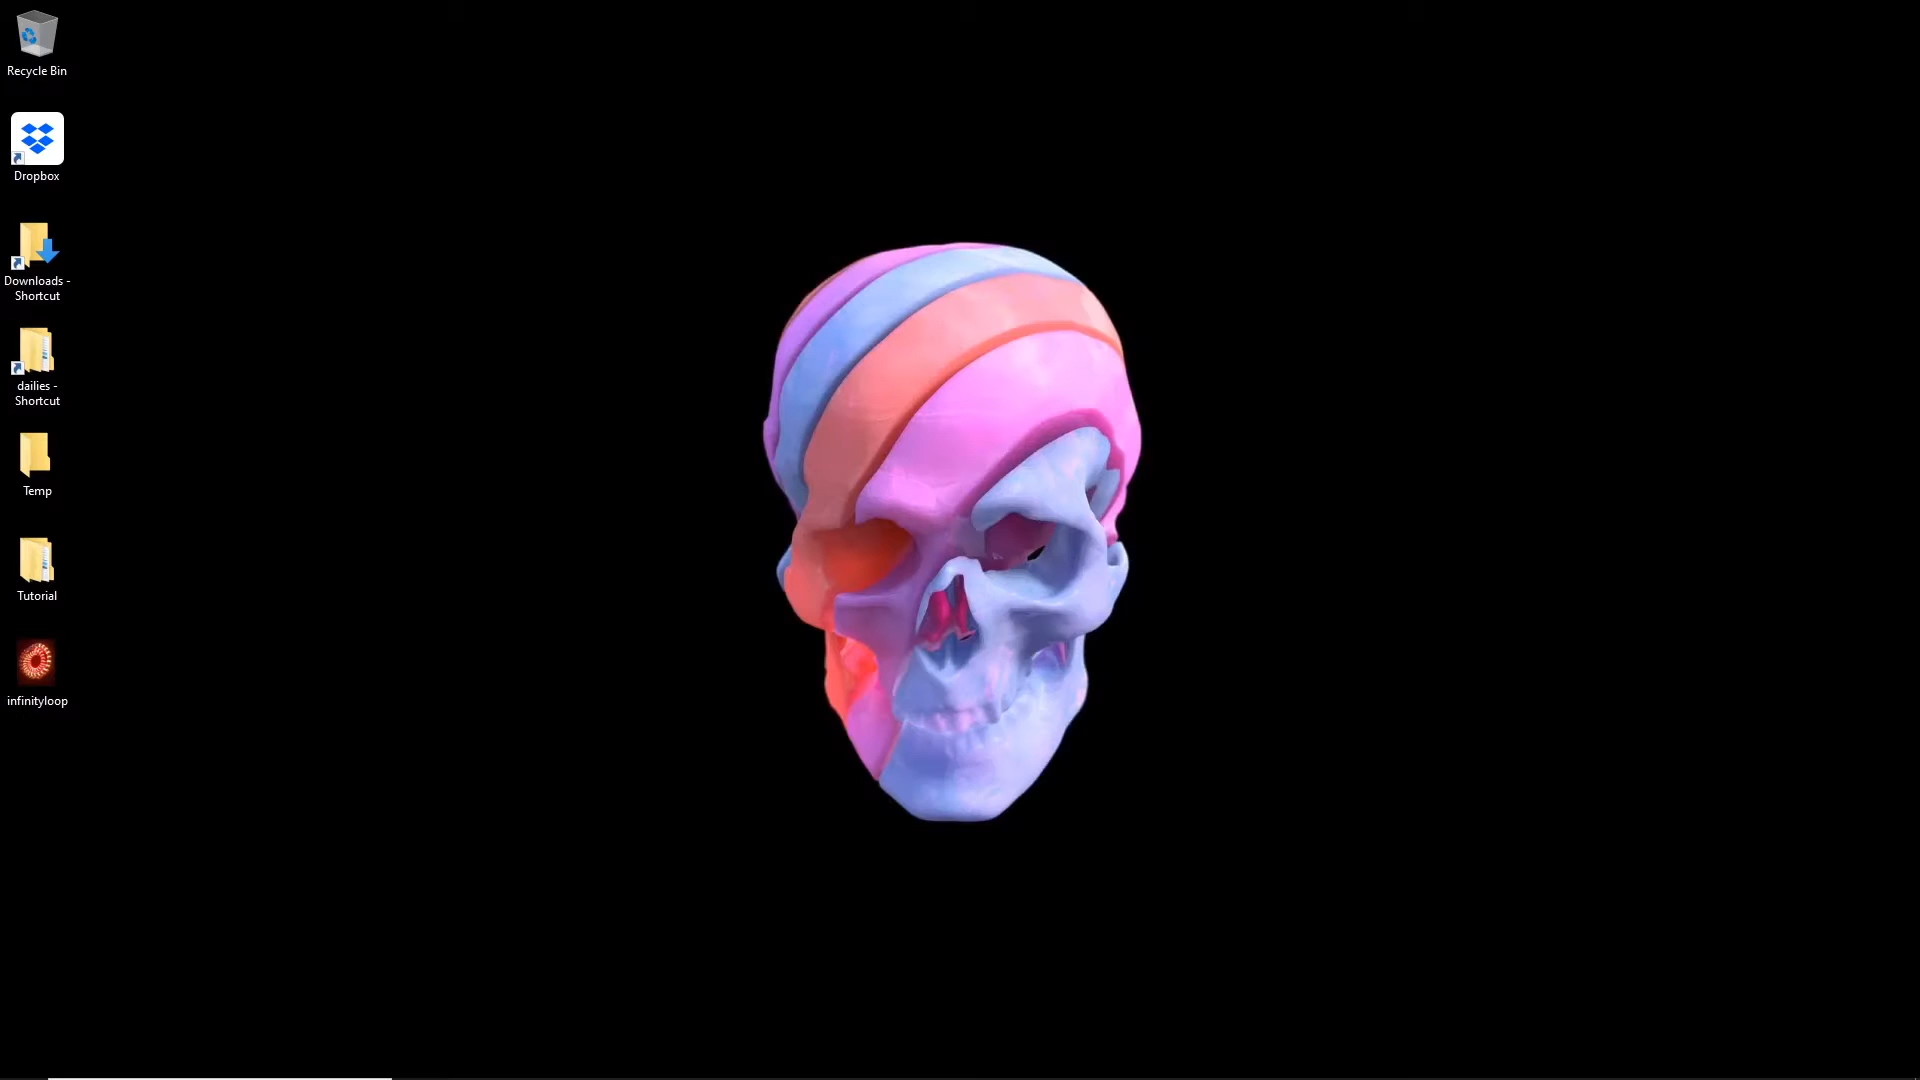 Recycle Bin
Dropbox
Downloads -
Shortcut
dailies -
Shortcut
Temp
Tutorial
infinityloop